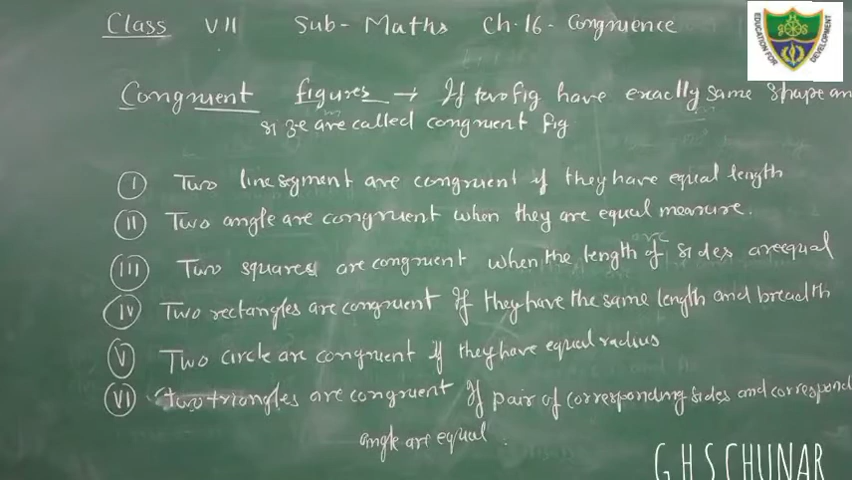 Class VII Sub- Maths Ch.16- Congruence
EDUCATION FOR DEVELOPMENT
Congruent figures → If two fig have exactly same shape an
size are called congruent fig
I Two line segment are congruent if they have equal length
II Two angle are congruent when they are equal measure.
III Two squares are congruent when the length of sides are equal
IV Two rectangles are congruent If they have the same length and breadth
V Two circle are congruent if they have equal radius
VI two triangles are congruent If pair of corresponding sides and correspond
angle are equal.
G H S CHUNAR